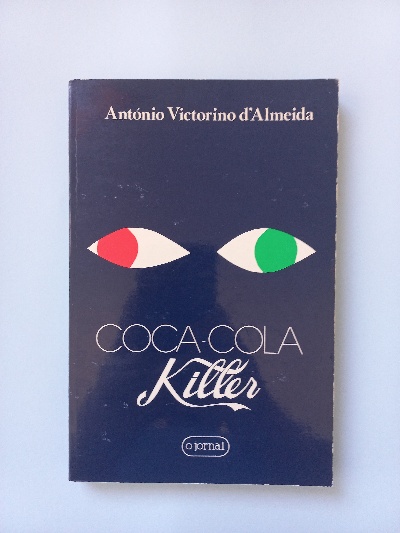 António Victorino d'Almeida
COCA-COLA
Killer
o jornal